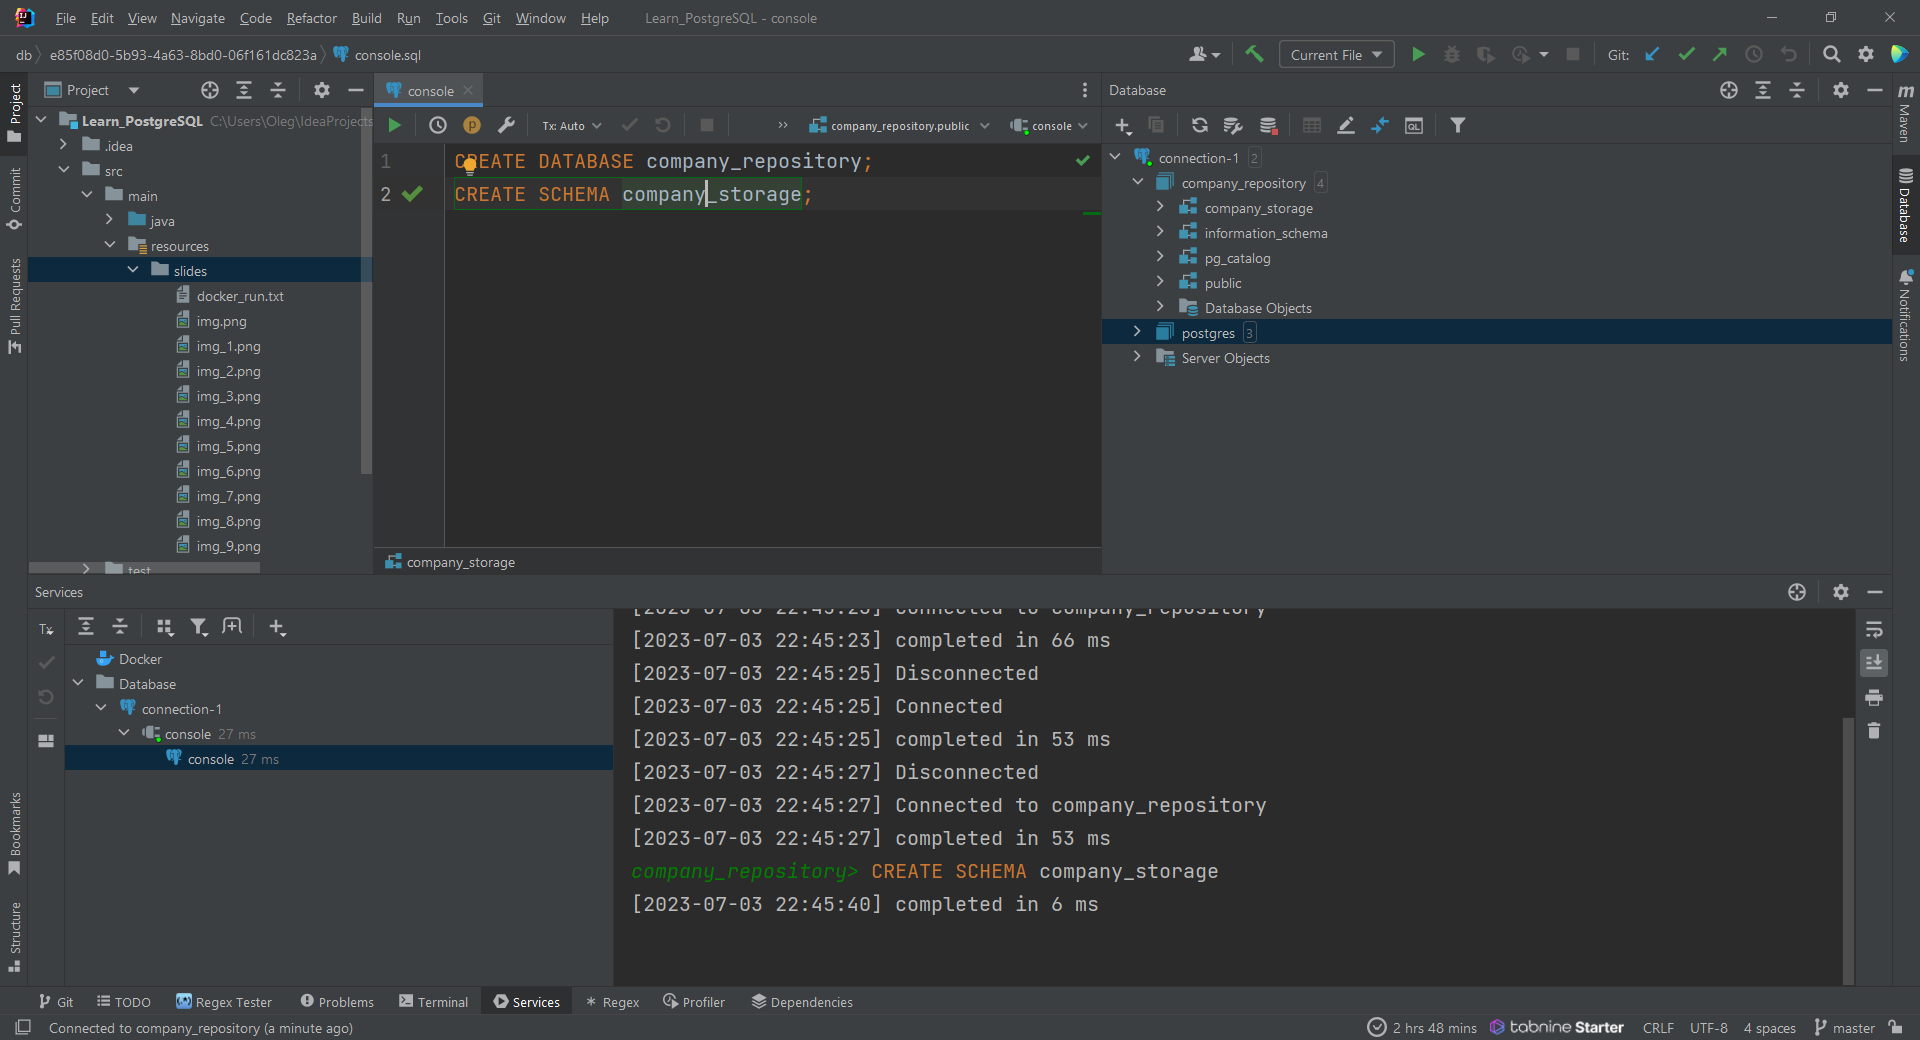 File Edit View Navigate Code Refactor Build Run Tools Git Window Help Learn_PostgreSQL - console
db e85f08d0-5b93-4a63-8bd0-06f161dc823a console.sql Current File Git:
Project
Commit
Pull Requests
Bookmarks
Structure
Project
Learn_PostgreSQL C:\Users\Oleg\IdeaProjects
.idea
src
main
java
resources
slides
docker_run.txt
img.png
img_1.png
img_2.png
img_3.png
img_4.png
img_5.png
img_6.png
img_7.png
img_8.png
img_9.png
test
console
Tx: Auto company_repository.public console
1 CREATE DATABASE company_repository;
2 CREATE SCHEMA company_storage;
company_storage
Database
connection-1 2
company_repository 4
company_storage
information_schema
pg_catalog
public
Database Objects
postgres 3
Server Objects
Maven
Database
Notifications
Services
Tx
Docker
Database
connection-1
console 27 ms
console 27 ms
[2023-07-03 22:45:23] Connected to company_repository
[2023-07-03 22:45:23] completed in 66 ms
[2023-07-03 22:45:25] Disconnected
[2023-07-03 22:45:25] Connected
[2023-07-03 22:45:25] completed in 53 ms
[2023-07-03 22:45:27] Disconnected
[2023-07-03 22:45:27] Connected to company_repository
[2023-07-03 22:45:27] completed in 53 ms
company_repository> CREATE SCHEMA company_storage
[2023-07-03 22:45:40] completed in 6 ms
Git TODO Regex Tester Problems Terminal Services Regex Profiler Dependencies
Connected to company_repository (a minute ago) 2 hrs 48 mins tabnine Starter CRLF UTF-8 4 spaces master